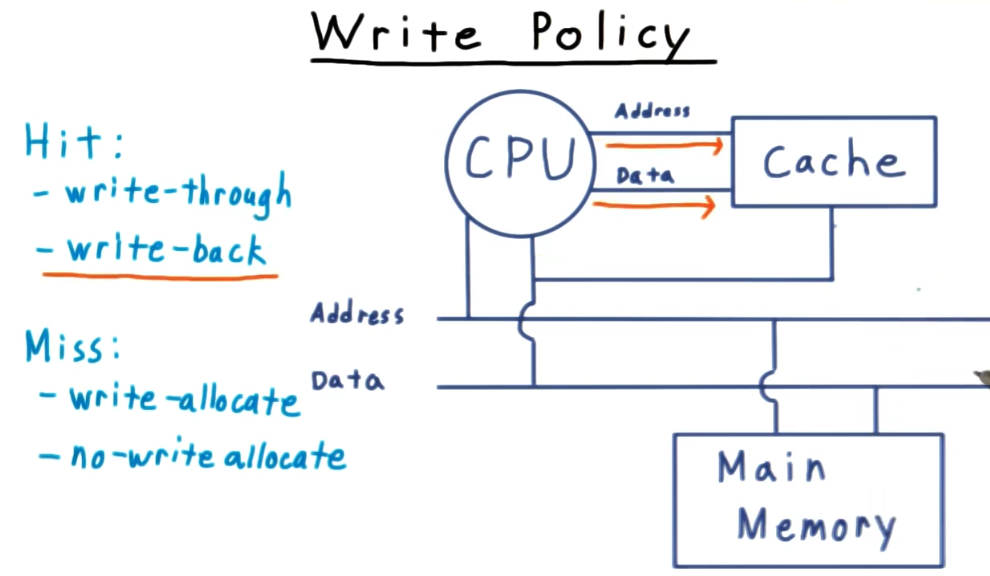 Write Policy
Hit:
- write-through
- write-back
Miss:
- write-allocate
- no-write allocate
CPU
Address
Data
Cache
Address
Data
Main
Memory